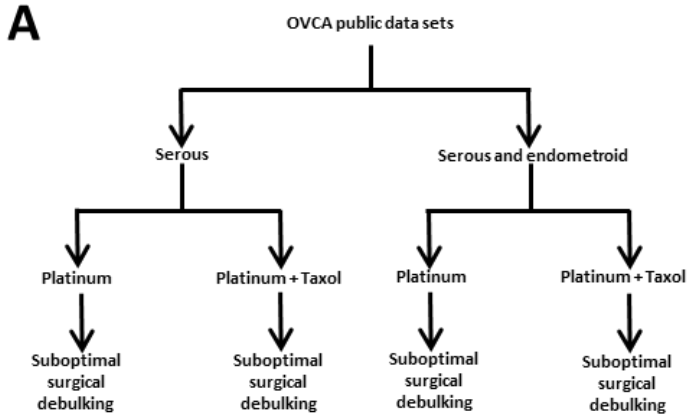 A
OVCA public data sets
Serous
Serous and endometroid
Platinum
Platinum + Taxol
Platinum
Platinum + Taxol
Suboptimal
surgical
debulking
Suboptimal
surgical
debulking
Suboptimal
surgical
debulking
Suboptimal
surgical
debulking